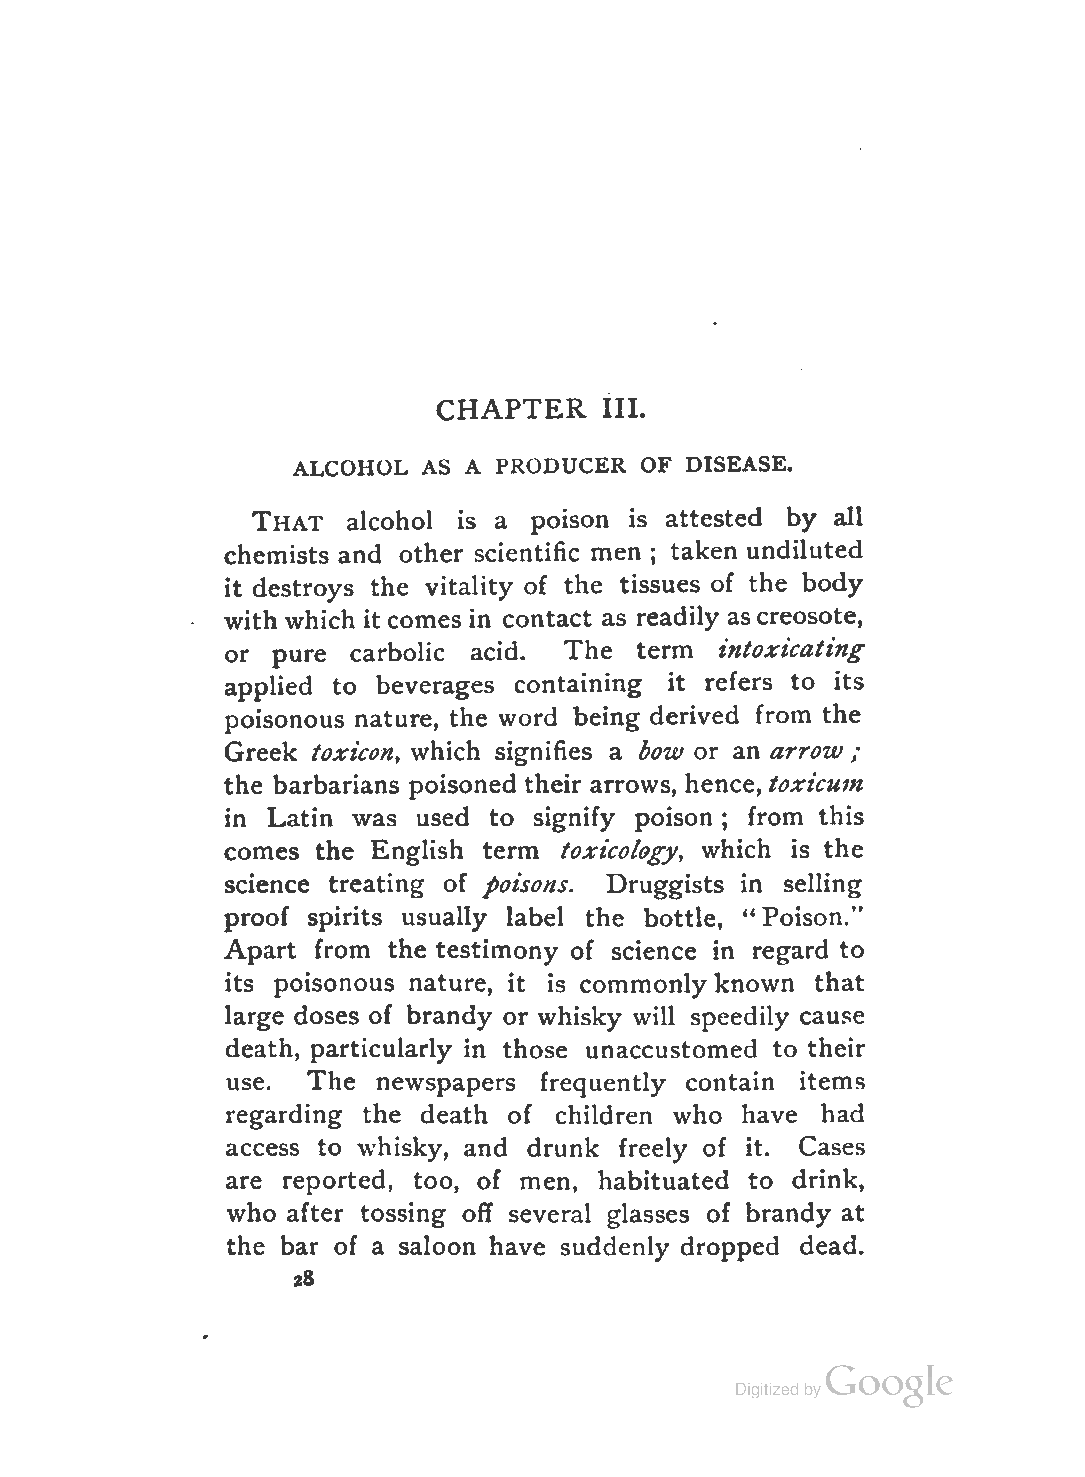 CHAPTER III.
ALCOHOL AS A PRODUCER OF DISEASE.
THAT alcohol is a poison is attested by all
chemists and other scientific men ; taken undiluted
it destroys the vitality of the tissues of the body
with which it comes in contact as readily as creosote,
or pure carbolic acid. The term intoxicating
applied to beverages containing it refers to its
poisonous nature, the word being derived from the
Greek toxicon, which signifies a bow or an arrow ;
the barbarians poisoned their arrows, hence, toxicum
in Latin was used to signify poison ; from this
comes the English term toxicology, which is the
science treating of poisons. Druggists in selling
proof spirits usually label the bottle, “Poison.”
Apart from the testimony of science in regard to
its poisonous nature, it is commonly known that
large doses of brandy or whisky will speedily cause
death, particularly in those unaccustomed to their
use. The newspapers frequently contain items
regarding the death of children who have had
access to whisky, and drunk freely of it. Cases
are reported, too, of men, habituated to drink,
who after tossing off several glasses of brandy at
the bar of a saloon have suddenly dropped dead.
28
Digitized by Google